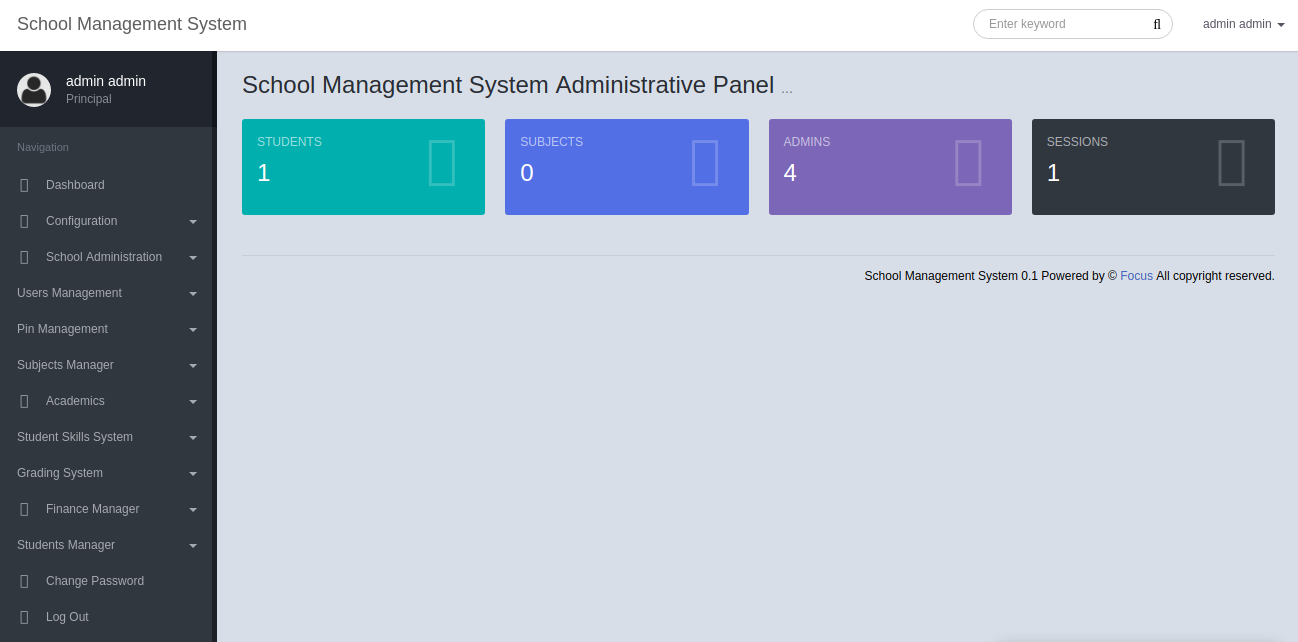 School Management System
Enter keyword
admin admin
admin admin
Principal
Navigation
Dashboard
Configuration
School Administration
Users Management
Pin Management
Subjects Manager
Academics
Student Skills System
Grading System
Finance Manager
Students Manager
Change Password
Log Out
School Management System Administrative Panel ...
STUDENTS
1
SUBJECTS
0
ADMINS
4
SESSIONS
1
School Management System 0.1 Powered by © Focus All copyright reserved.